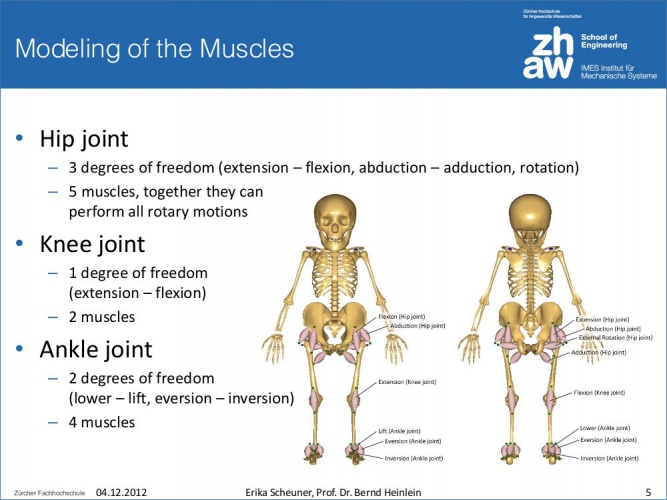 Zürcher Hochschule
für Angewandte Wissenschaften
Modeling of the Muscles
zh
aw
School of
Engineering
IMES Institut für
Mechanische Systeme
• Hip joint
– 3 degrees of freedom (extension – flexion, abduction – adduction, rotation)
– 5 muscles, together they can
perform all rotary motions
• Knee joint
– 1 degree of freedom
(extension – flexion)
– 2 muscles
• Ankle joint
– 2 degrees of freedom
(lower – lift, eversion – inversion)
– 4 muscles
Flexion (Hip joint)
Abduction (Hip joint)
Extension (Knee joint)
Lift (Ankle joint)
Eversion (Ankle joint)
Inversion (Ankle joint)
Extension (Hip joint)
Abduction (Hip joint)
External Rotation (Hip joint)
Adduction (Hip joint)
Flexion (Knee joint)
Lower (Ankle joint)
Eversion (Ankle joint)
Inversion (Ankle joint)
Zürcher Fachhochschule 04.12.2012 Erika Scheuner, Prof. Dr. Bernd Heinlein 5